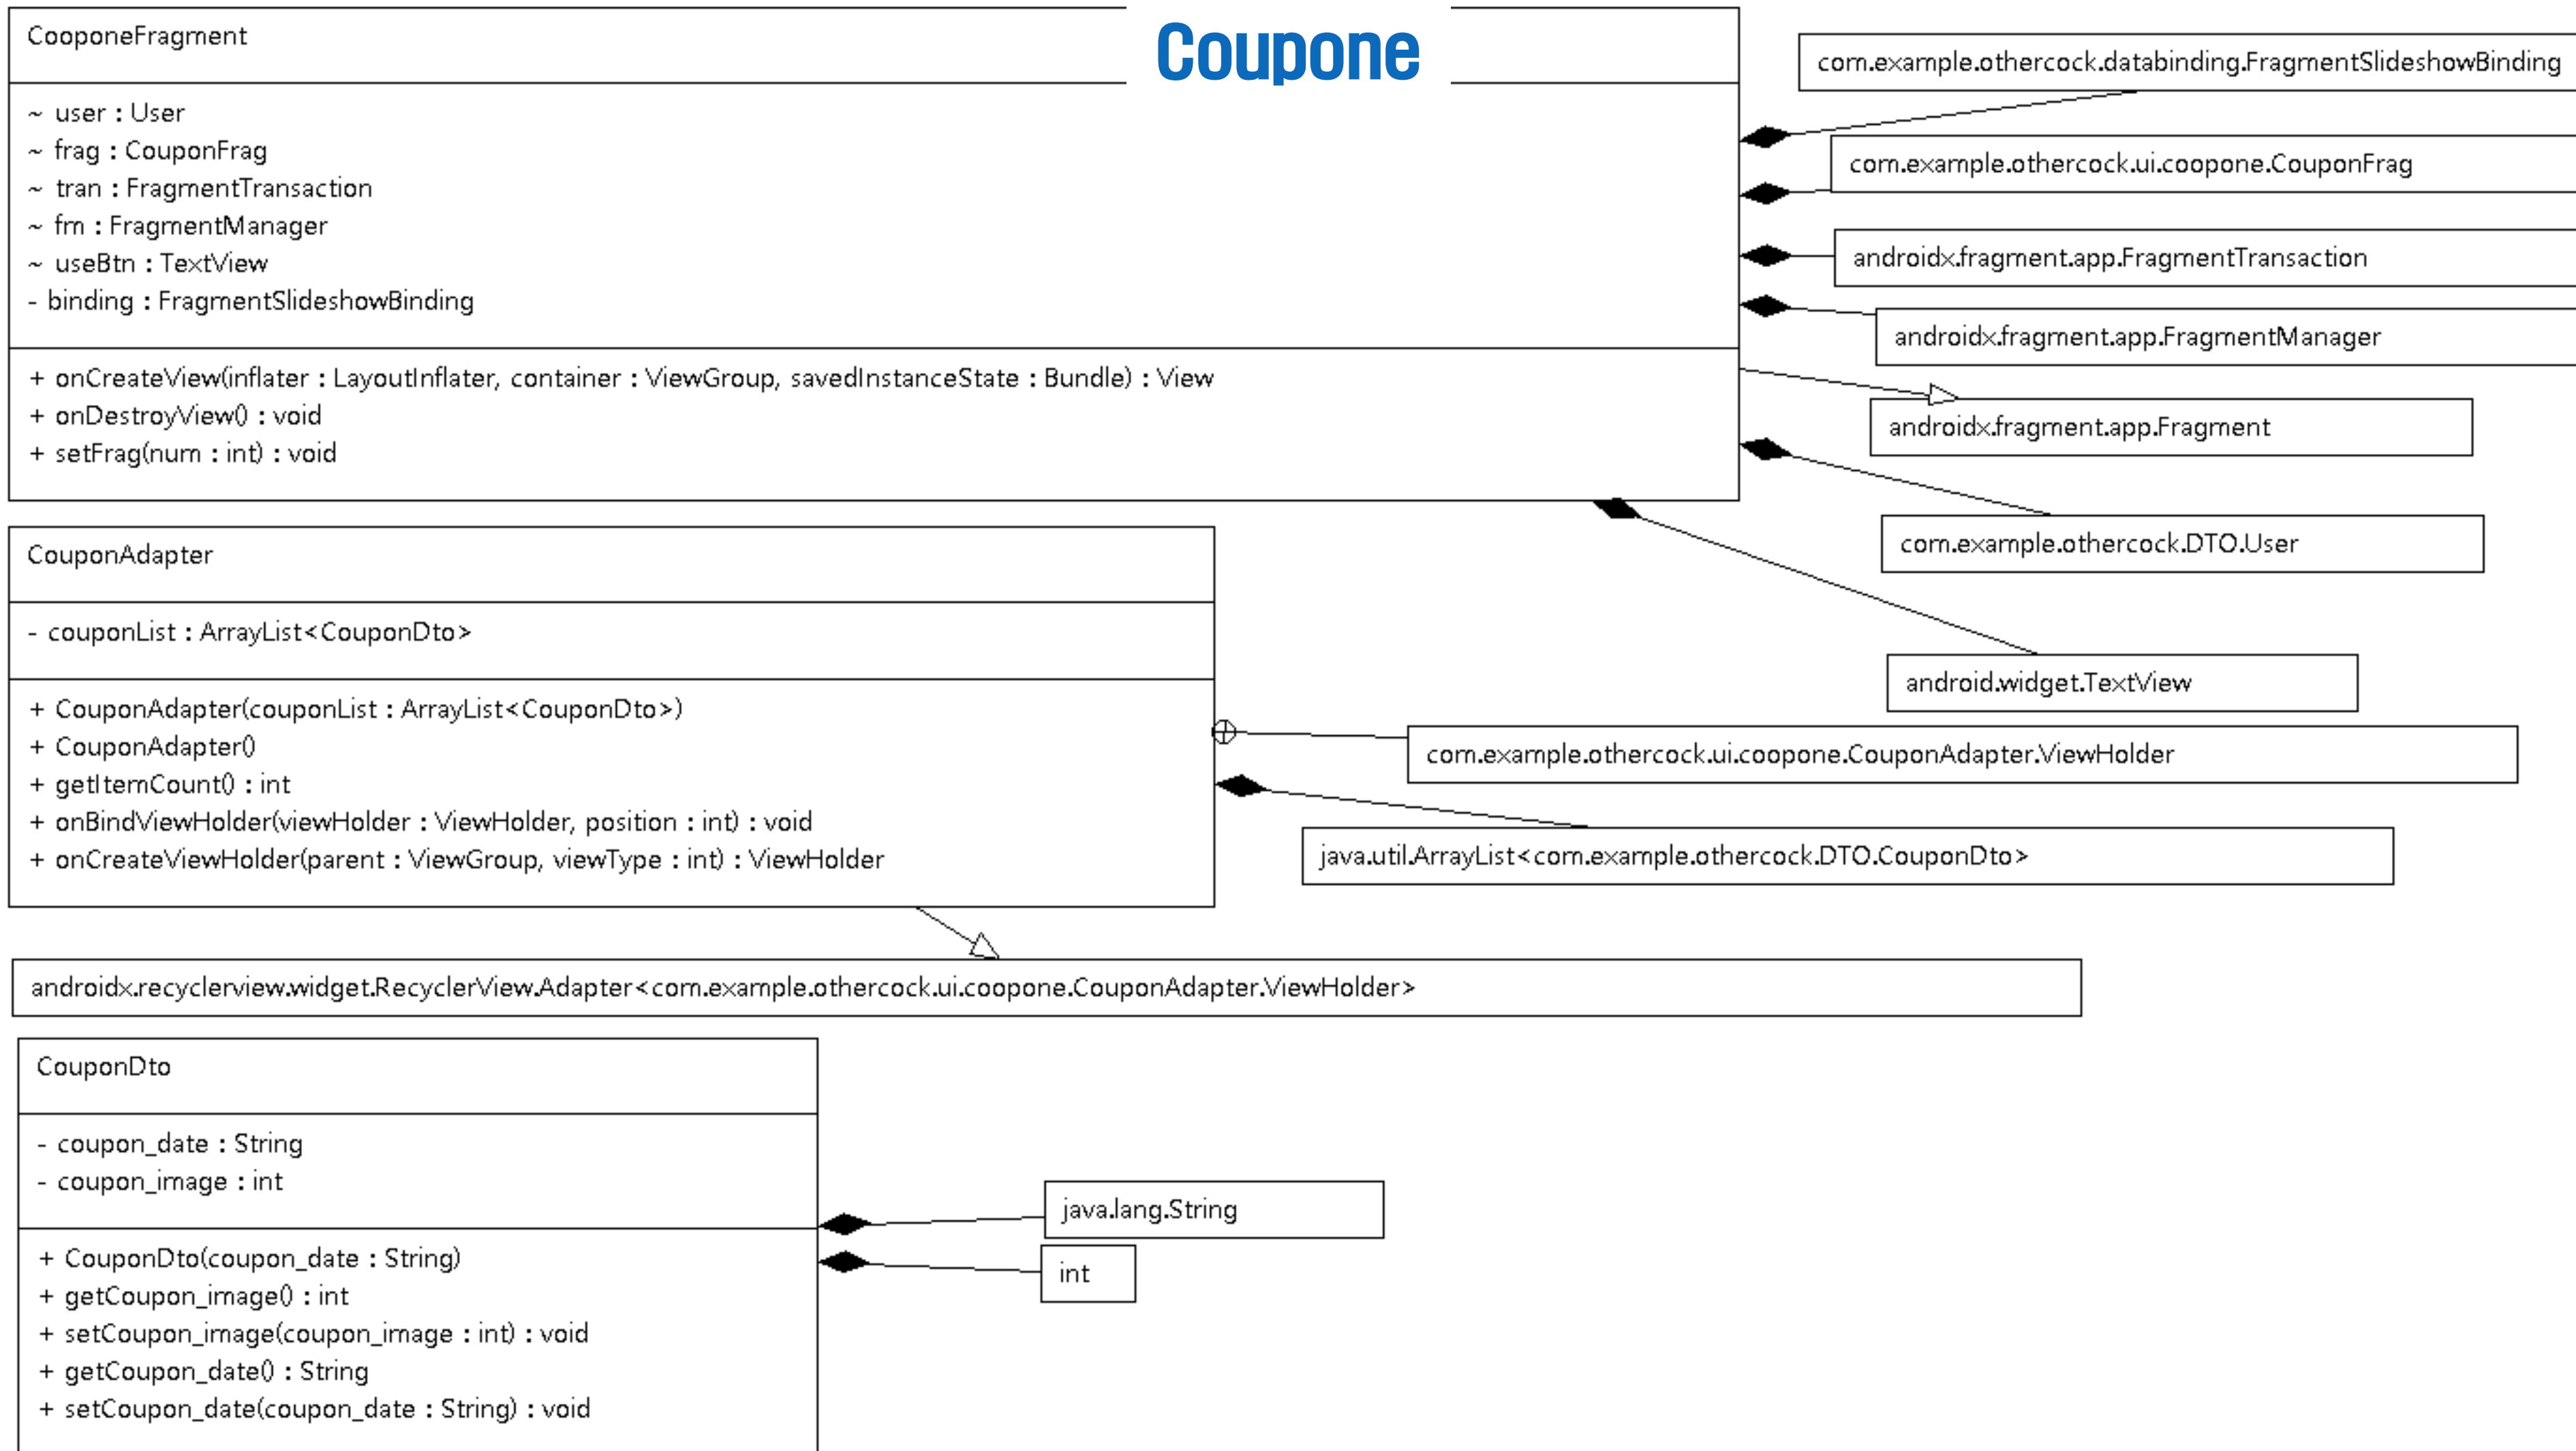 Coupone
CooponeFragment
~ user : User
~ frag : CouponFrag
~ tran : FragmentTransaction
~ fm : FragmentManager
~ useBtn : TextView
- binding : FragmentSlideshowBinding
+ onCreateView(inflater : LayoutInflater, container : ViewGroup, savedInstanceState : Bundle) : View
+ onDestroyView() : void
+ setFrag(num : int) : void
com.example.othercock.databinding.FragmentSlideshowBinding
com.example.othercock.ui.coopone.CouponFrag
androidx.fragment.app.FragmentTransaction
androidx.fragment.app.FragmentManager
androidx.fragment.app.Fragment
com.example.othercock.DTO.User
android.widget.TextView
CouponAdapter
- couponList : ArrayList<CouponDto>
+ CouponAdapter(couponList : ArrayList<CouponDto>)
+ CouponAdapter()
+ getItemCount() : int
+ onBindViewHolder(viewHolder : ViewHolder, position : int) : void
+ onCreateViewHolder(parent : ViewGroup, viewType : int) : ViewHolder
com.example.othercock.ui.coopone.CouponAdapter.ViewHolder
java.util.ArrayList<com.example.othercock.DTO.CouponDto>
androidx.recyclerview.widget.RecyclerView.Adapter<com.example.othercock.ui.coopone.CouponAdapter.ViewHolder>
CouponDto
- coupon_date : String
- coupon_image : int
+ CouponDto(coupon_date : String)
+ getCoupon_image() : int
+ setCoupon_image(coupon_image : int) : void
+ getCoupon_date() : String
+ setCoupon_date(coupon_date : String) : void
java.lang.String
int